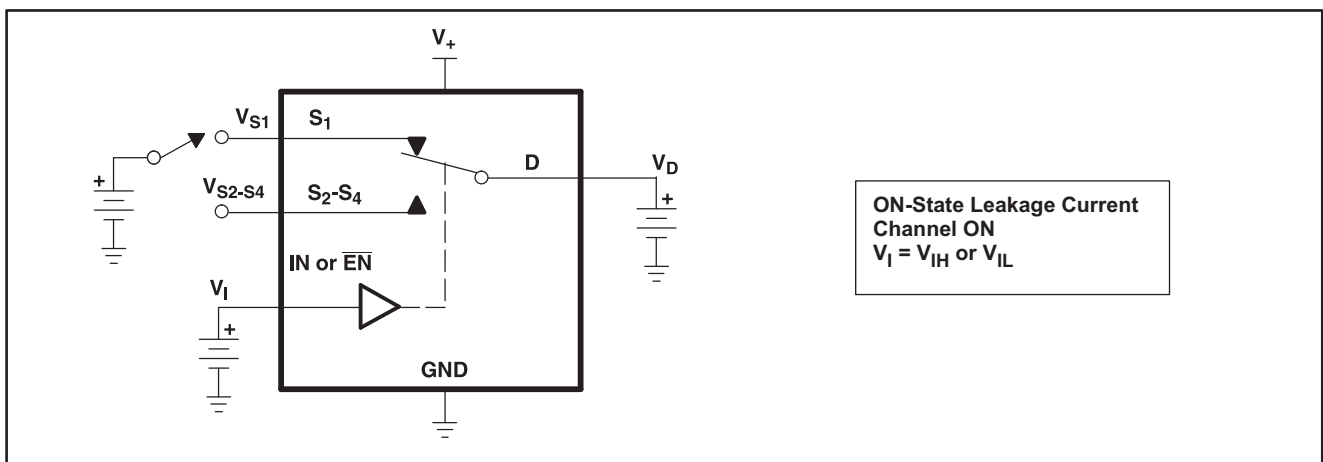 V+
VS1
S1
+
VS2-S4
S2-S4
D
VD
+
IN or E̅N̅
VI
+
GND
ON-State Leakage Current
Channel ON
VI = VIH or VIL